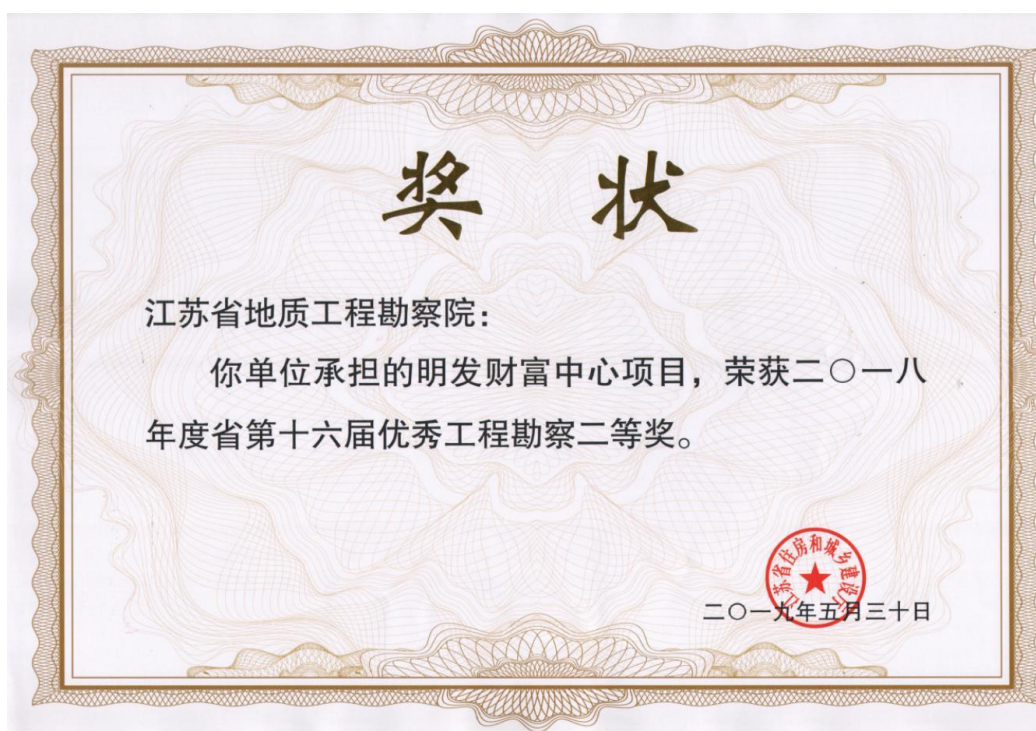 奖 状
江苏省地质工程勘察院：
你单位承担的明发财富中心项目，荣获二〇一八
年度省第十六届优秀工程勘察二等奖。
江苏省住房和城乡建设厅
二〇一九年五月三十日